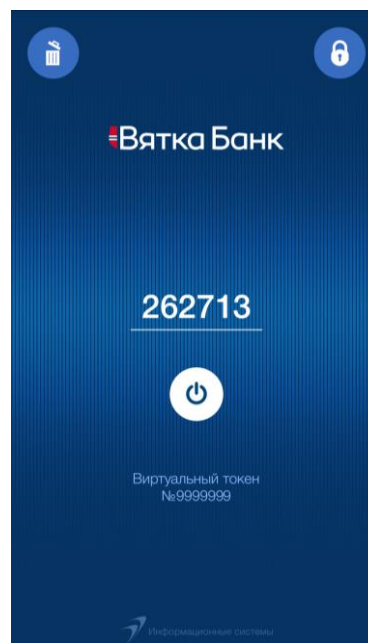 Вятка Банк
262713
Виртуальный токен
№9999999
Информационные системы